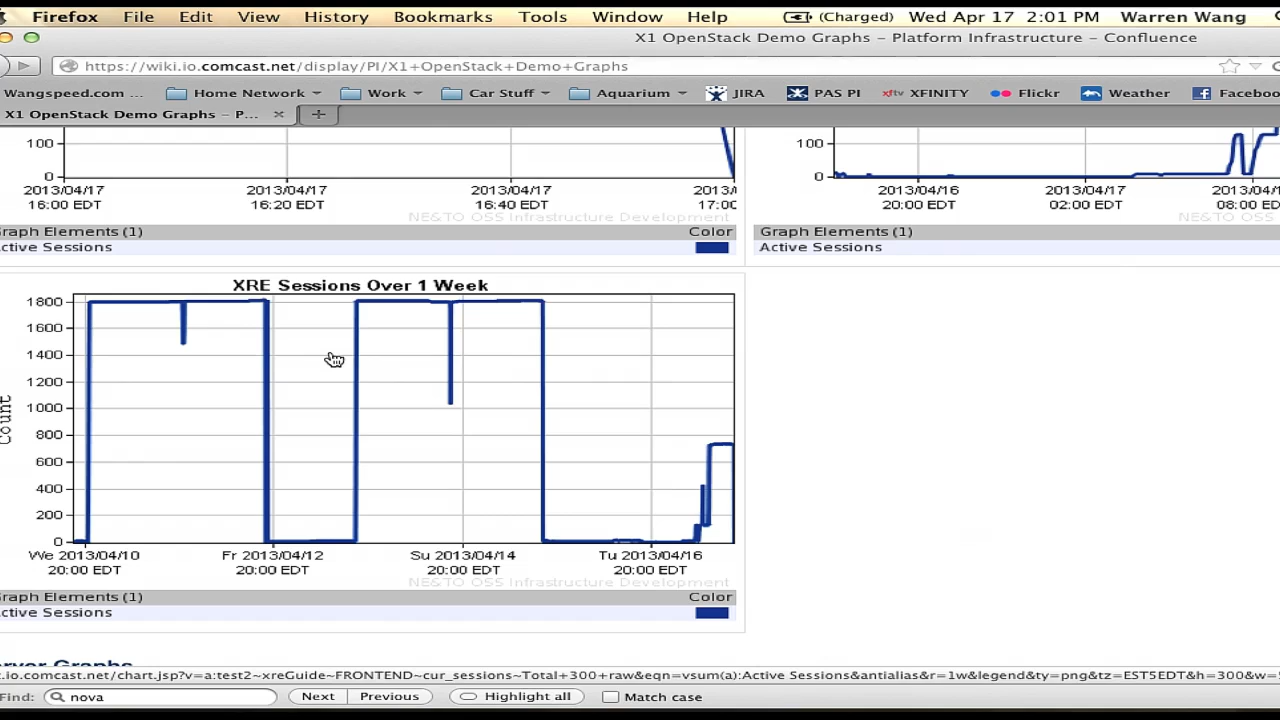 Firefox File Edit View History Bookmarks Tools Window Help (Charged) Wed Apr 17 2:01 PM Warren Wang
X1 OpenStack Demo Graphs – Platform Infrastructure – Confluence
https://wiki.io.comcast.net/display/PI/X1+OpenStack+Demo+Graphs
Wangspeed.com ... Home Network Work Car Stuff Aquarium JIRA PAS PI xftv XFINITY Flickr Weather Faceboo
X1 OpenStack Demo Graphs – P... × +
100
0
2013/04/17 2013/04/17 2013/04/17 2013/
16:00 EDT 16:20 EDT 16:40 EDT 17:00
NE&TO OSS Infrastructure Development
Graph Elements (1) Color
Active Sessions
100
0
2013/04/16 2013/04/17 2013/04/1
20:00 EDT 02:00 EDT 08:00 ED
NE&TO OSS
Graph Elements (1)
Active Sessions
XRE Sessions Over 1 Week
1800
1600
1400
1200
1000
800
600
400
200
0
Count
We 2013/04/10 Fr 2013/04/12 Su 2013/04/14 Tu 2013/04/16
20:00 EDT 20:00 EDT 20:00 EDT 20:00 EDT
NE&TO OSS Infrastructure Development
Graph Elements (1) Color
Active Sessions
erver Graphs
t.io.comcast.net/chart.jsp?v=a:test2~xreGuide~FRONTEND~cur_sessions~Total+300+raw&eqn=vsum(a):Active Sessions&antialias&r=1w&legend&ty=png&tz=EST5EDT&h=300&w=
Find: nova Next Previous Highlight all Match case